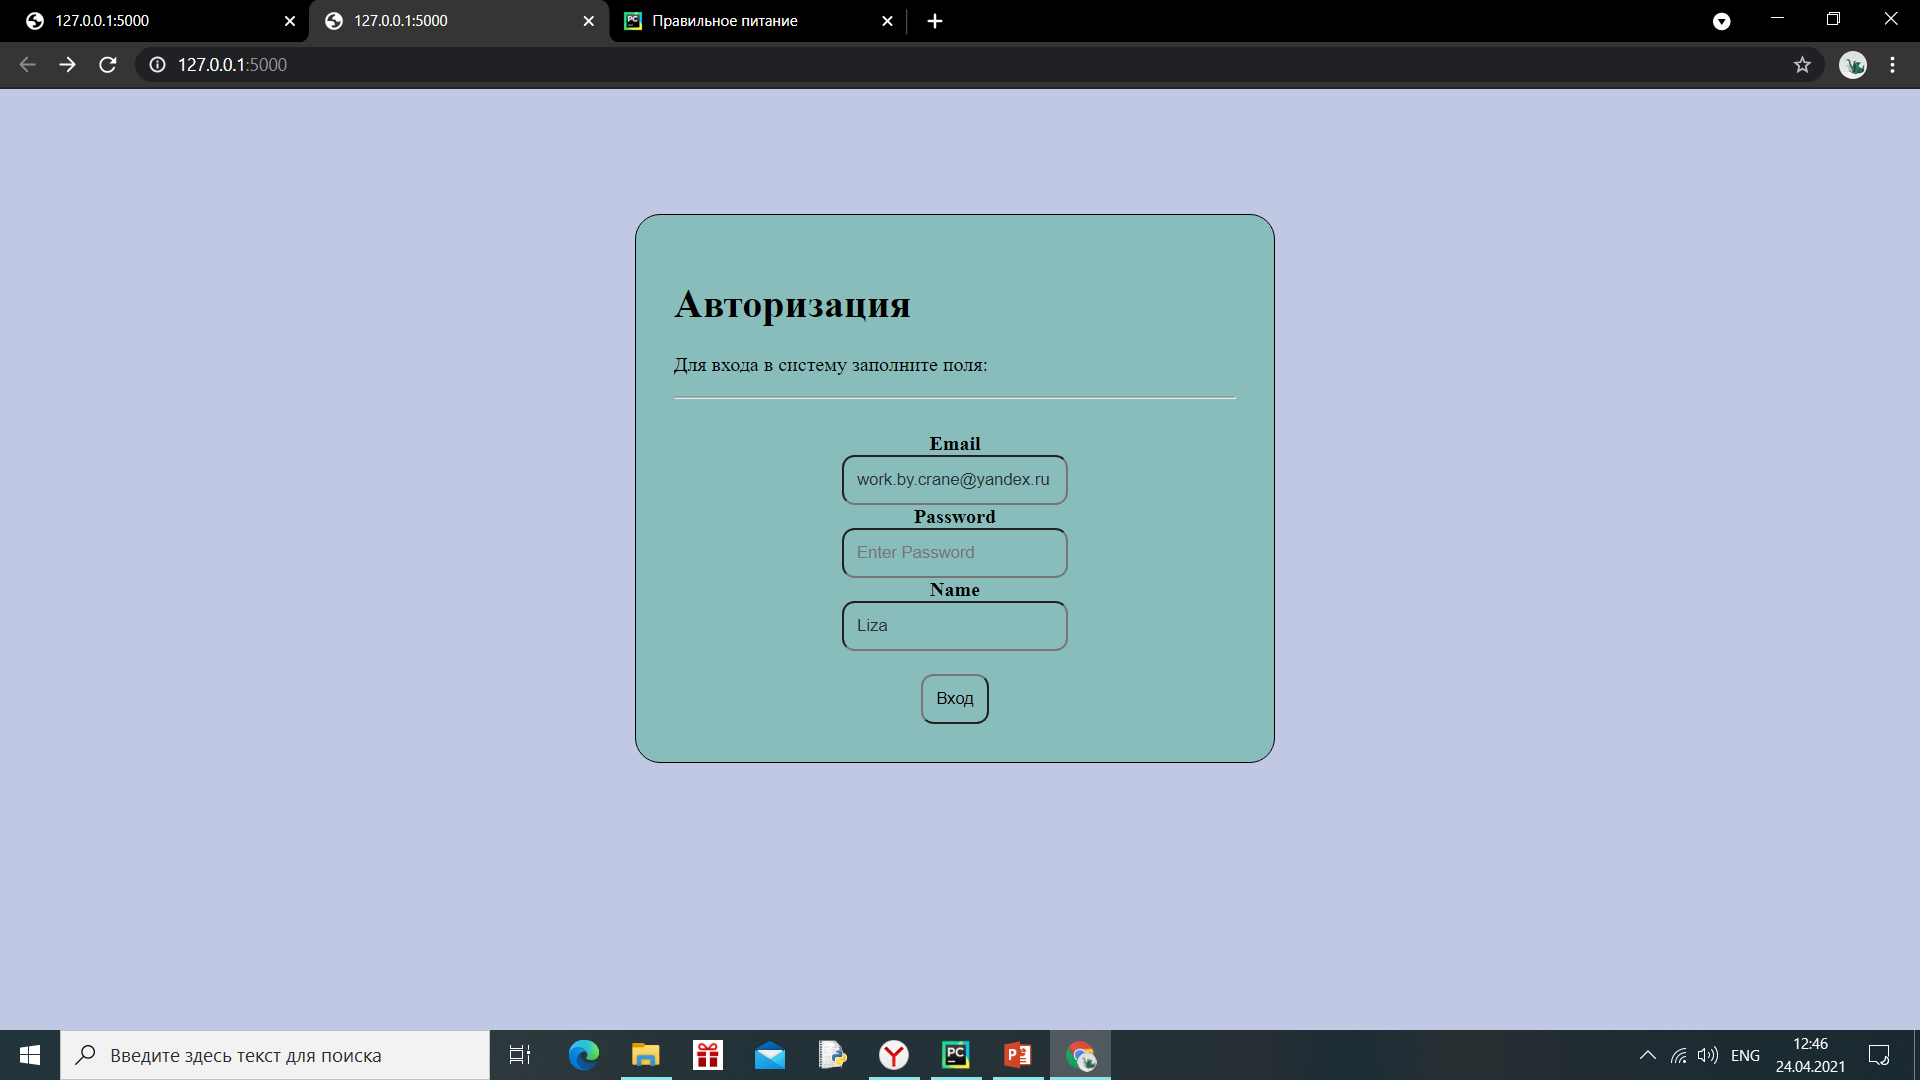 127.0.0.1:5000
127.0.0.1:5000
Правильное питание
127.0.0.1:5000
Авторизация
Для входа в систему заполните поля:
Email
work.by.crane@yandex.ru
Password
Enter Password
Name
Liza
Вход
Введите здесь текст для поиска
ENG
12:46
24.04.2021